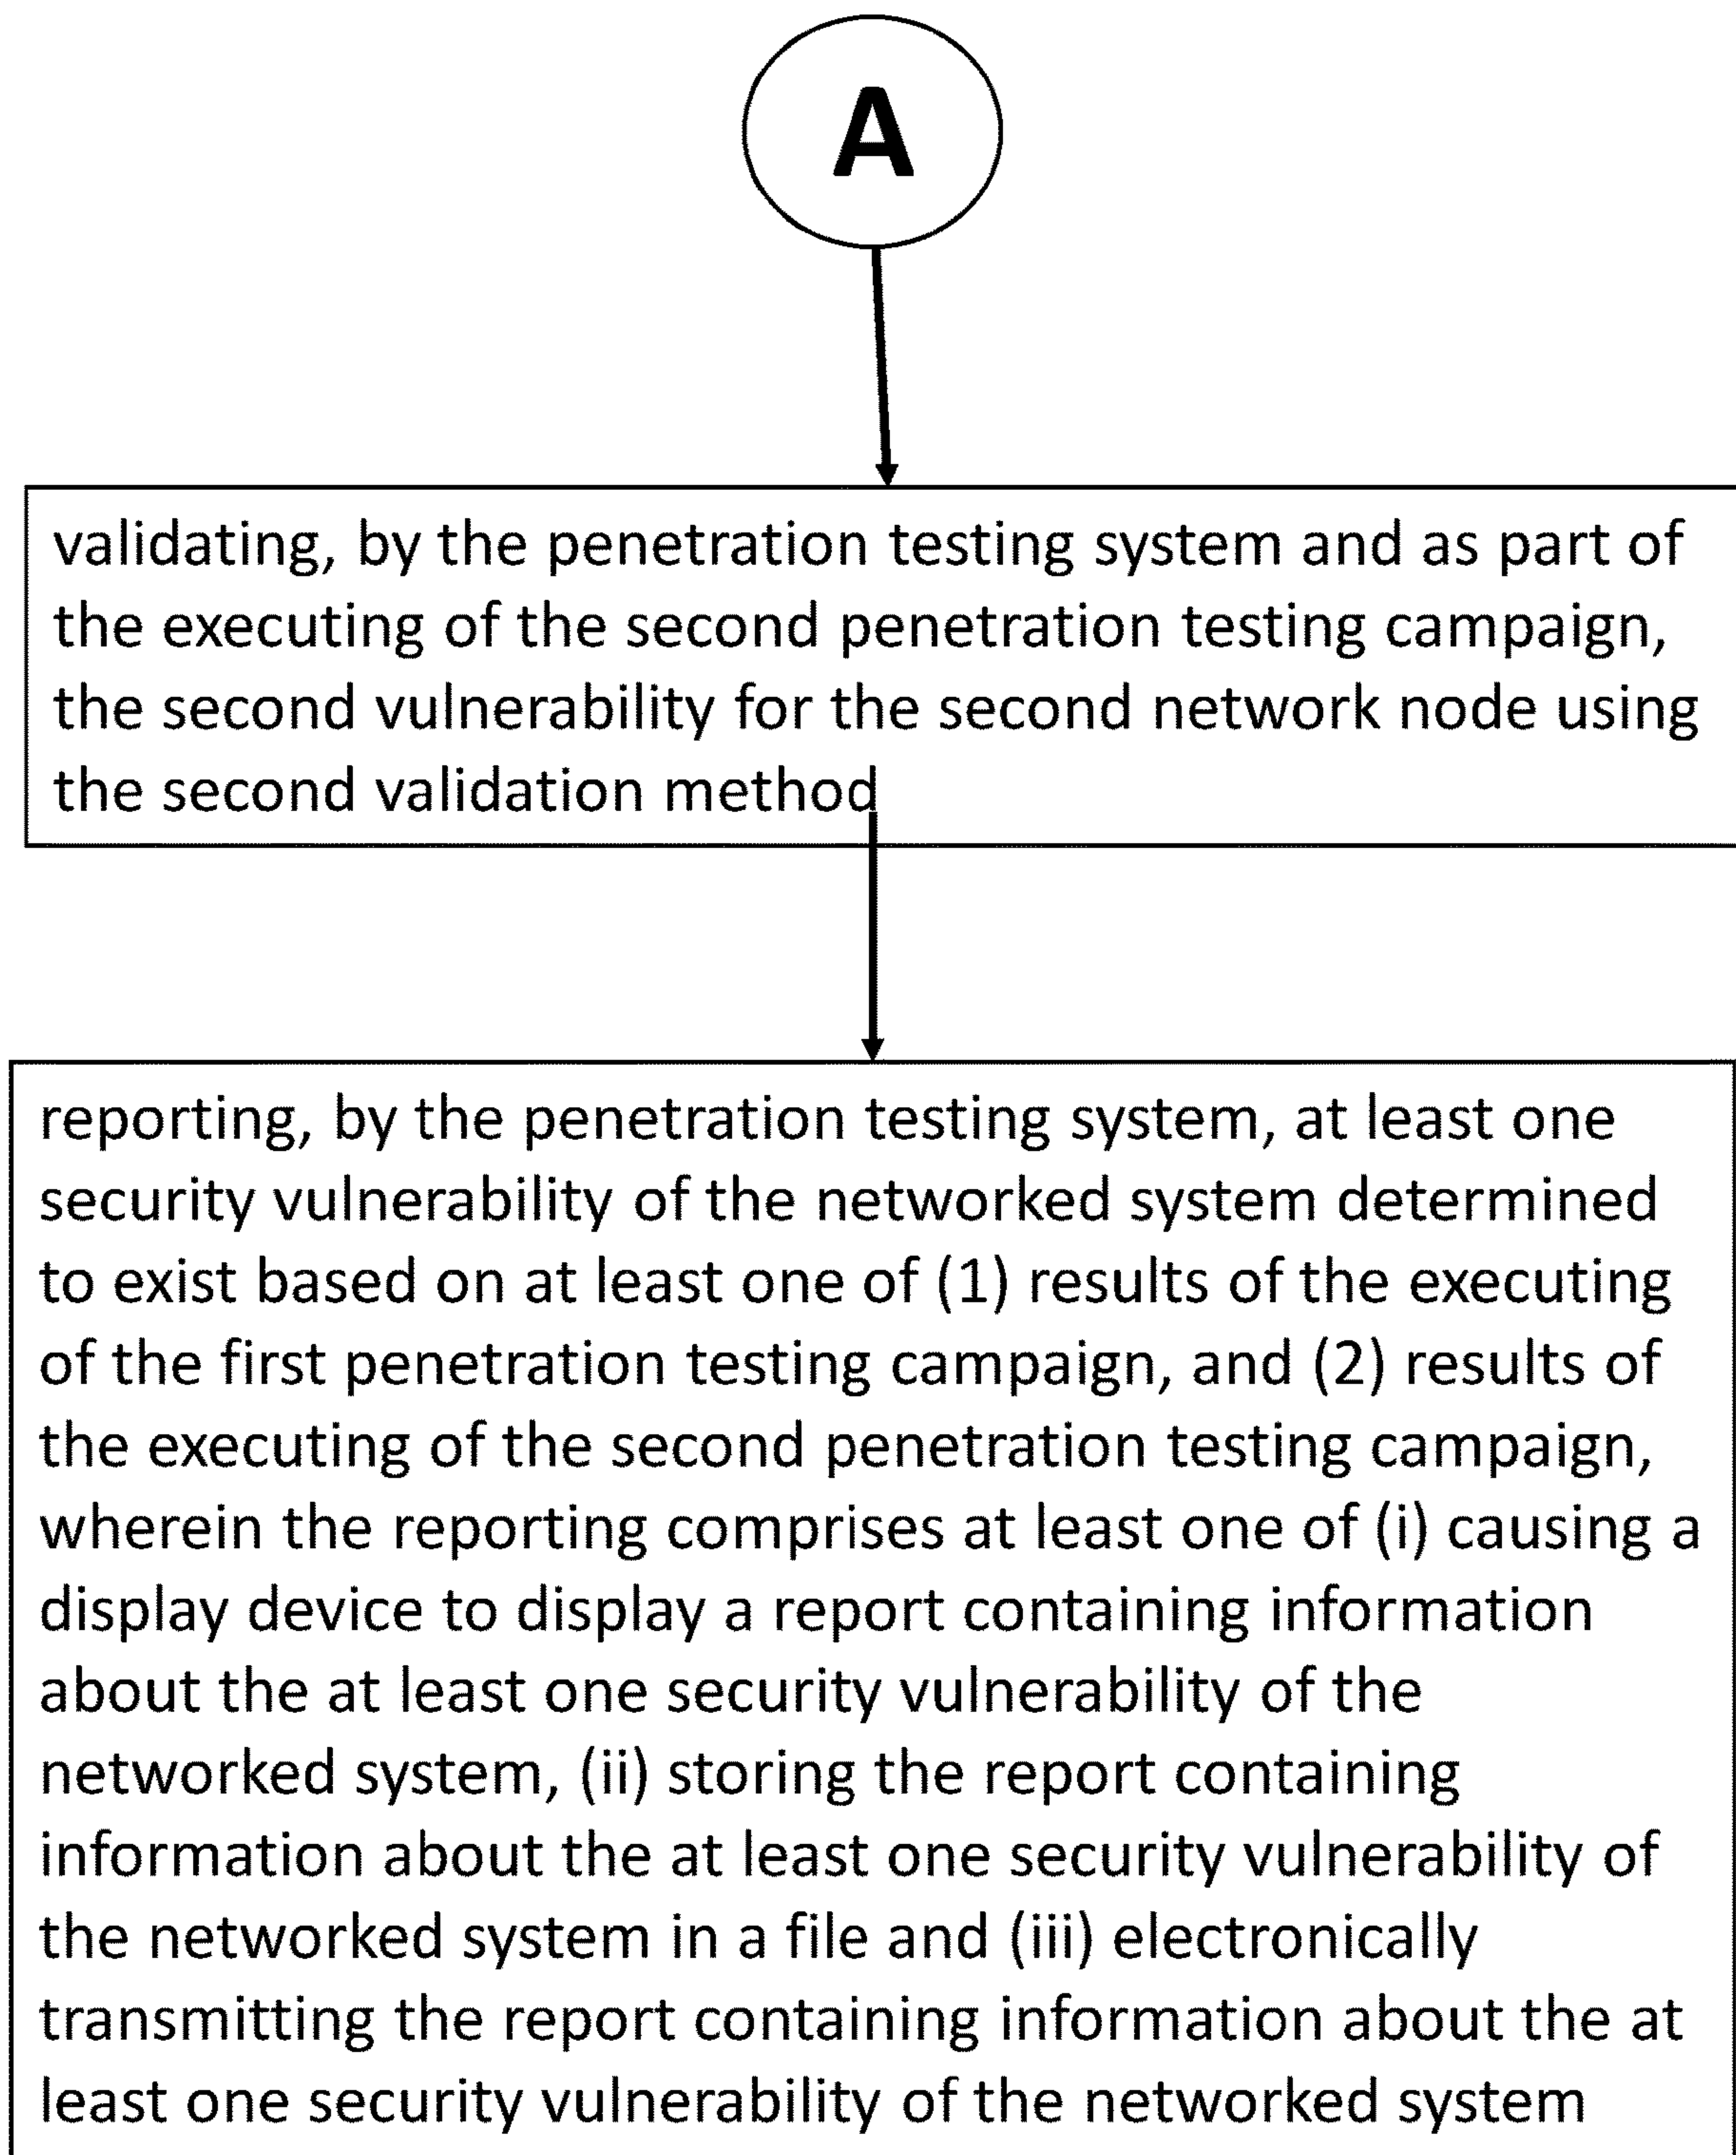 A
validating, by the penetration testing system and as part of
the executing of the second penetration testing campaign,
the second vulnerability for the second network node using
the second validation method
reporting, by the penetration testing system, at least one
security vulnerability of the networked system determined
to exist based on at least one of (1) results of the executing
of the first penetration testing campaign, and (2) results of
the executing of the second penetration testing campaign,
wherein the reporting comprises at least one of (i) causing a
display device to display a report containing information
about the at least one security vulnerability of the
networked system, (ii) storing the report containing
information about the at least one security vulnerability of
the networked system in a file and (iii) electronically
transmitting the report containing information about the at
least one security vulnerability of the networked system